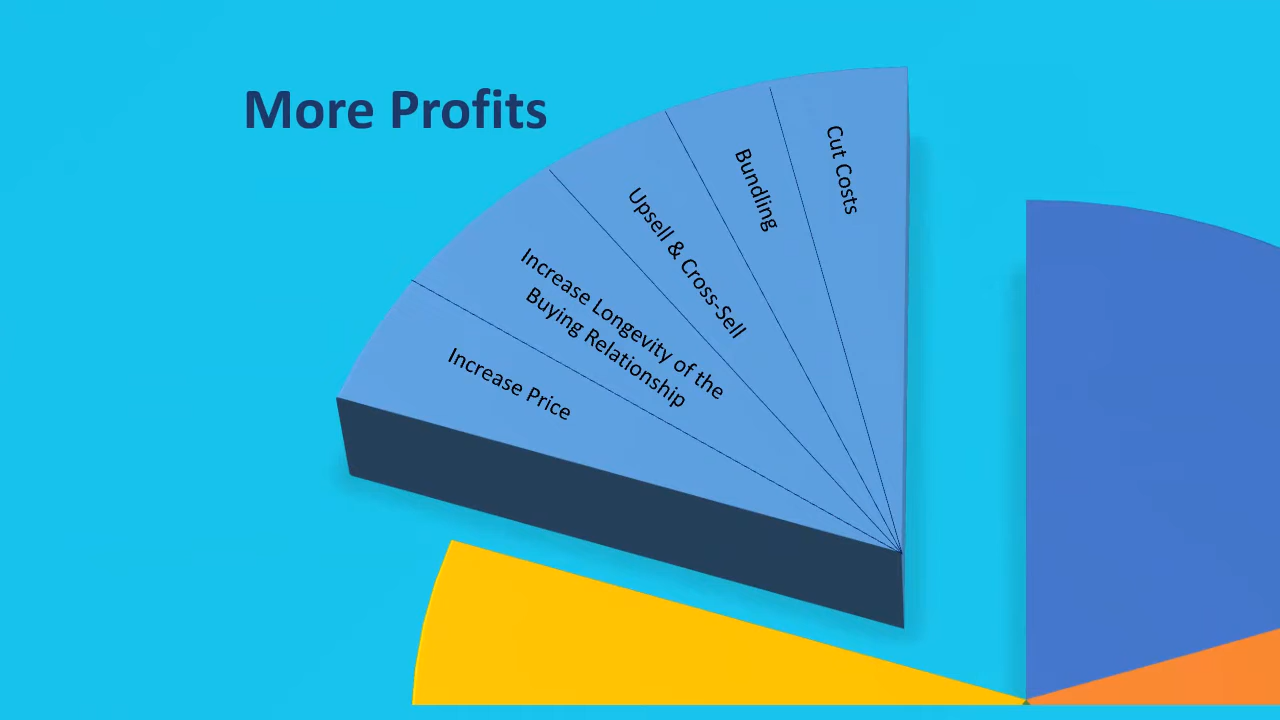 More Profits
Cut Costs
Bundling
Upsell & Cross-Sell
Increase Longevity of the
Buying Relationship
Increase Price